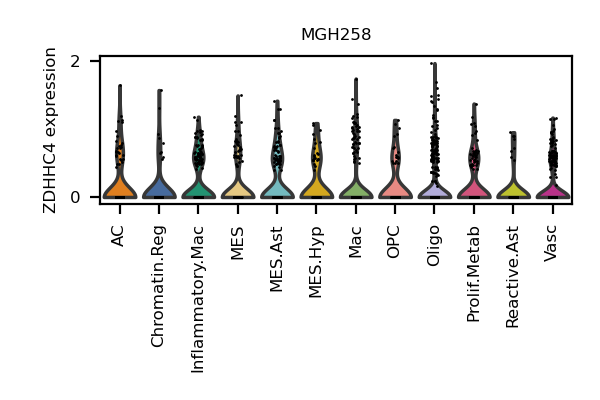 MGH258
ZDHHC4 expression
2
0
AC
Chromatin.Reg
Inflammatory.Mac
MES
MES.Ast
MES.Hyp
Mac
OPC
Oligo
Prolif.Metab
Reactive.Ast
Vasc